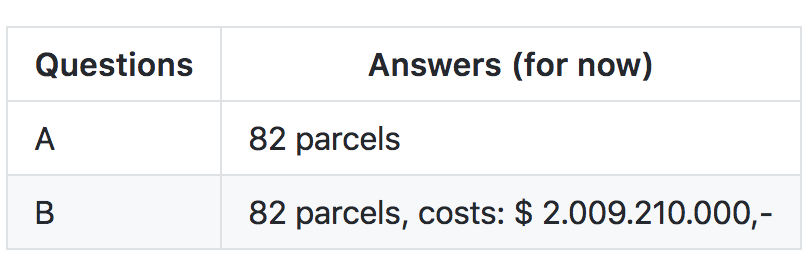 Questions Answers (for now)
A 82 parcels
B 82 parcels, costs: $ 2.009.210.000,-